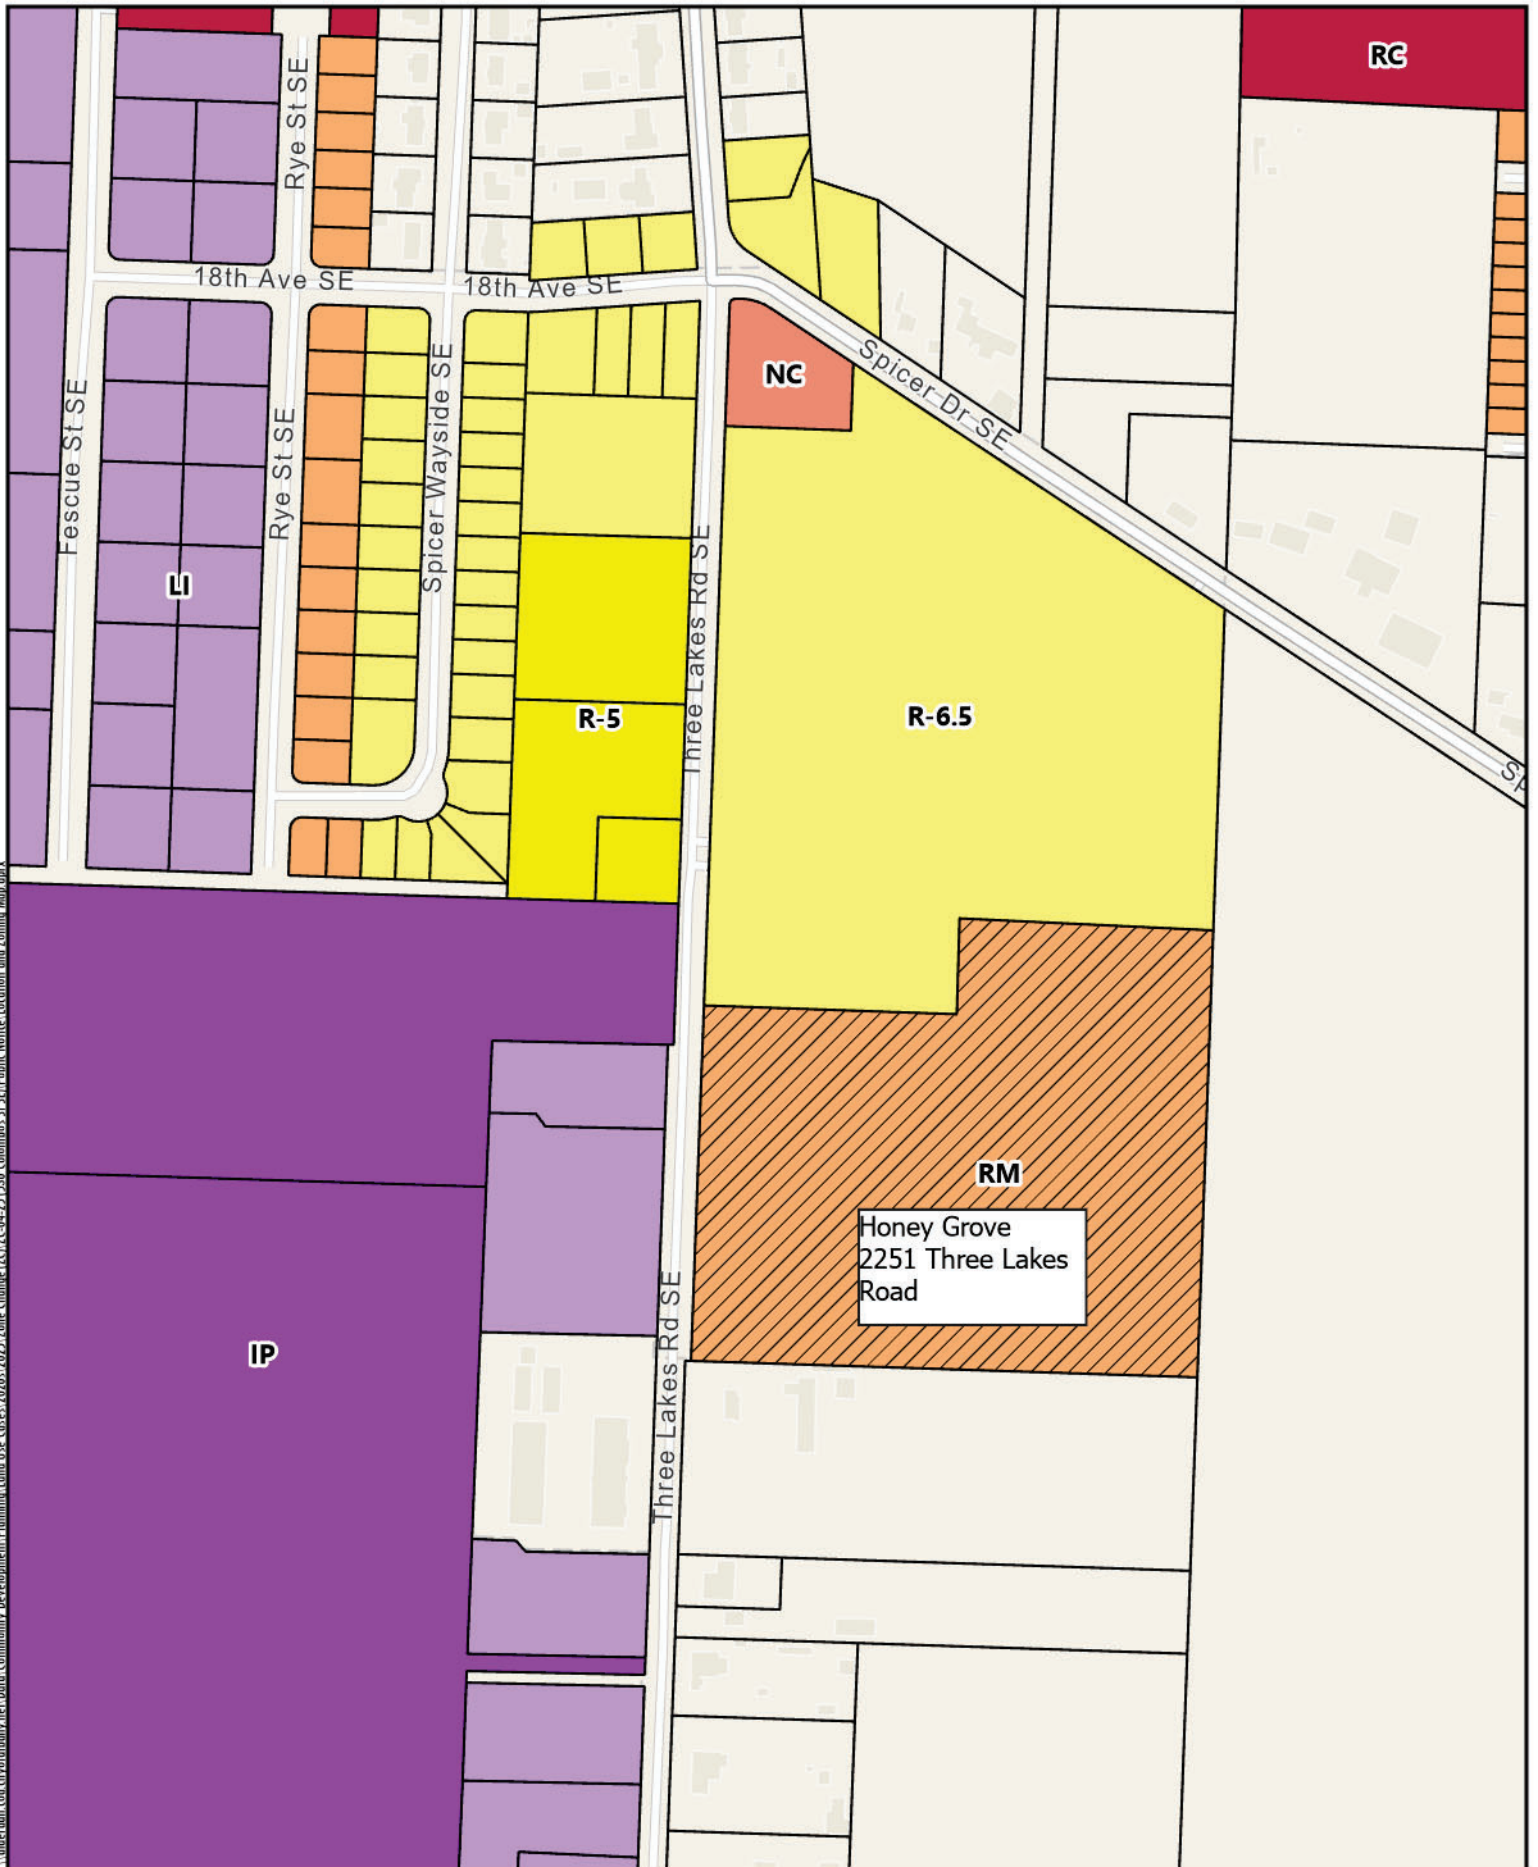 RC
Rye St SE
18th Ave SE
18th Ave SE
NC
Spicer Dr SE
Fescue St SE
Rye St SE
Spicer Wayside SE
Three Lakes Rd SE
LI
R-5
R-6.5
Sp
RM
Honey Grove
2251 Three Lakes
Road
Three Lakes Rd SE
IP